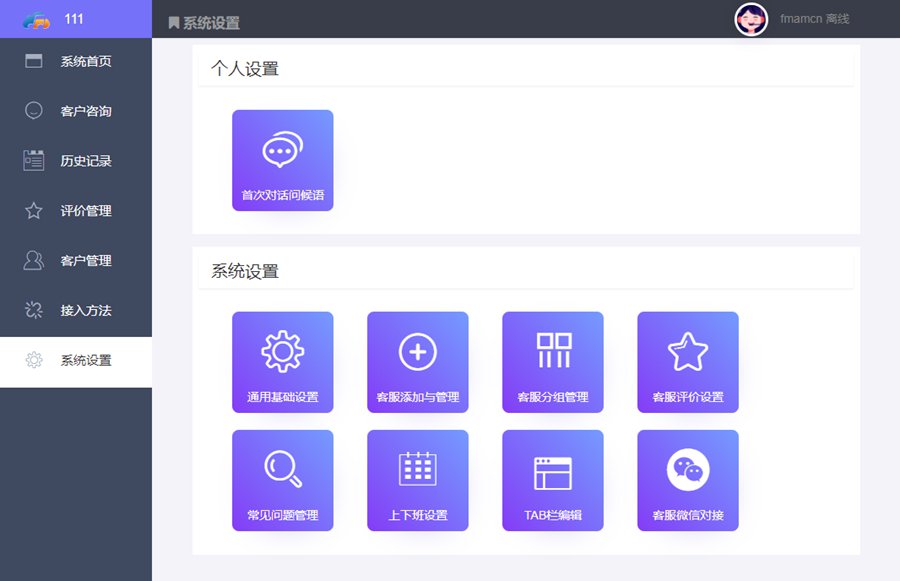 111
系统设置
fmamcn 离线
系统首页
客户咨询
历史记录
评价管理
客户管理
接入方法
系统设置
个人设置
首次对话问候语
系统设置
通用基础设置
客服添加与管理
客服分组管理
客服评价设置
常见问题管理
上下班设置
TAB栏编辑
客服微信对接